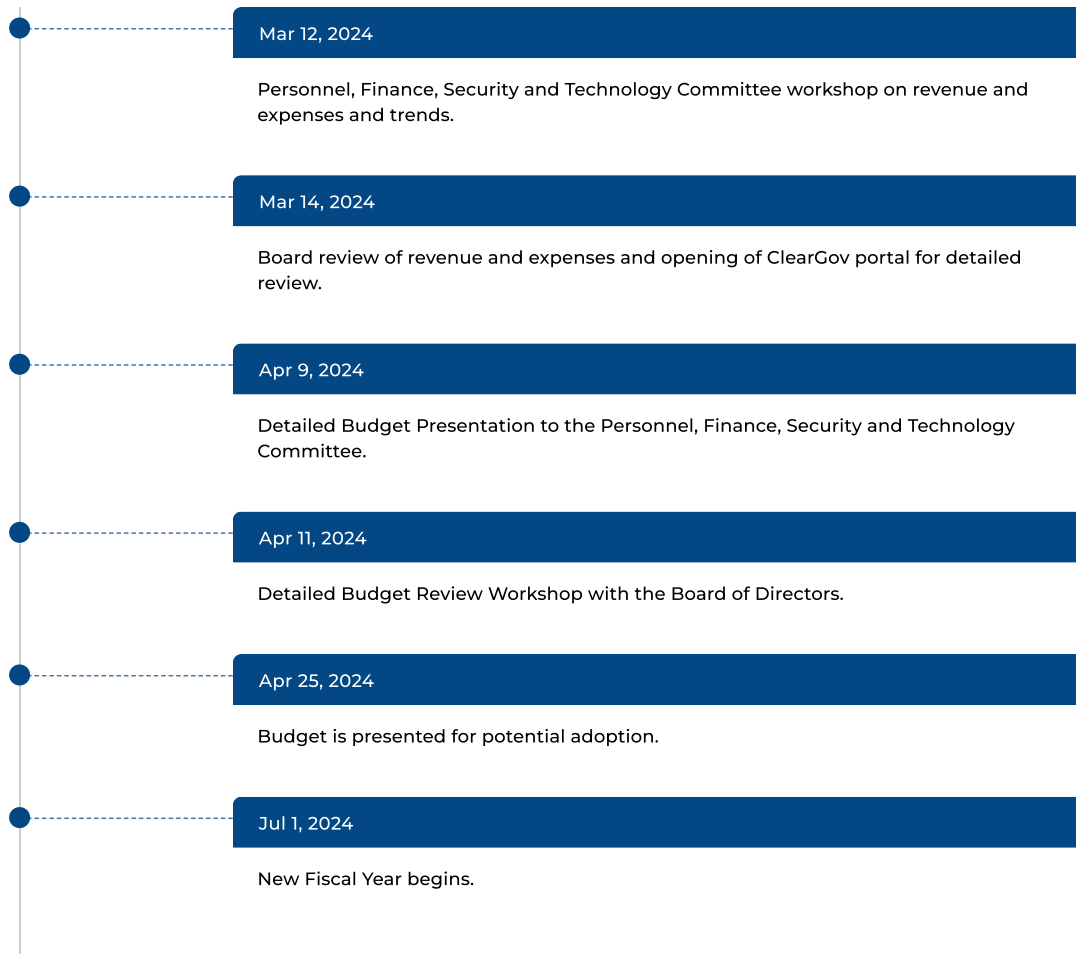 Mar 12, 2024
Personnel, Finance, Security and Technology Committee workshop on revenue and
expenses and trends.
Mar 14, 2024
Board review of revenue and expenses and opening of ClearGov portal for detailed
review.
Apr 9, 2024
Detailed Budget Presentation to the Personnel, Finance, Security and Technology
Committee.
Apr 11, 2024
Detailed Budget Review Workshop with the Board of Directors.
Apr 25, 2024
Budget is presented for potential adoption.
Jul 1, 2024
New Fiscal Year begins.